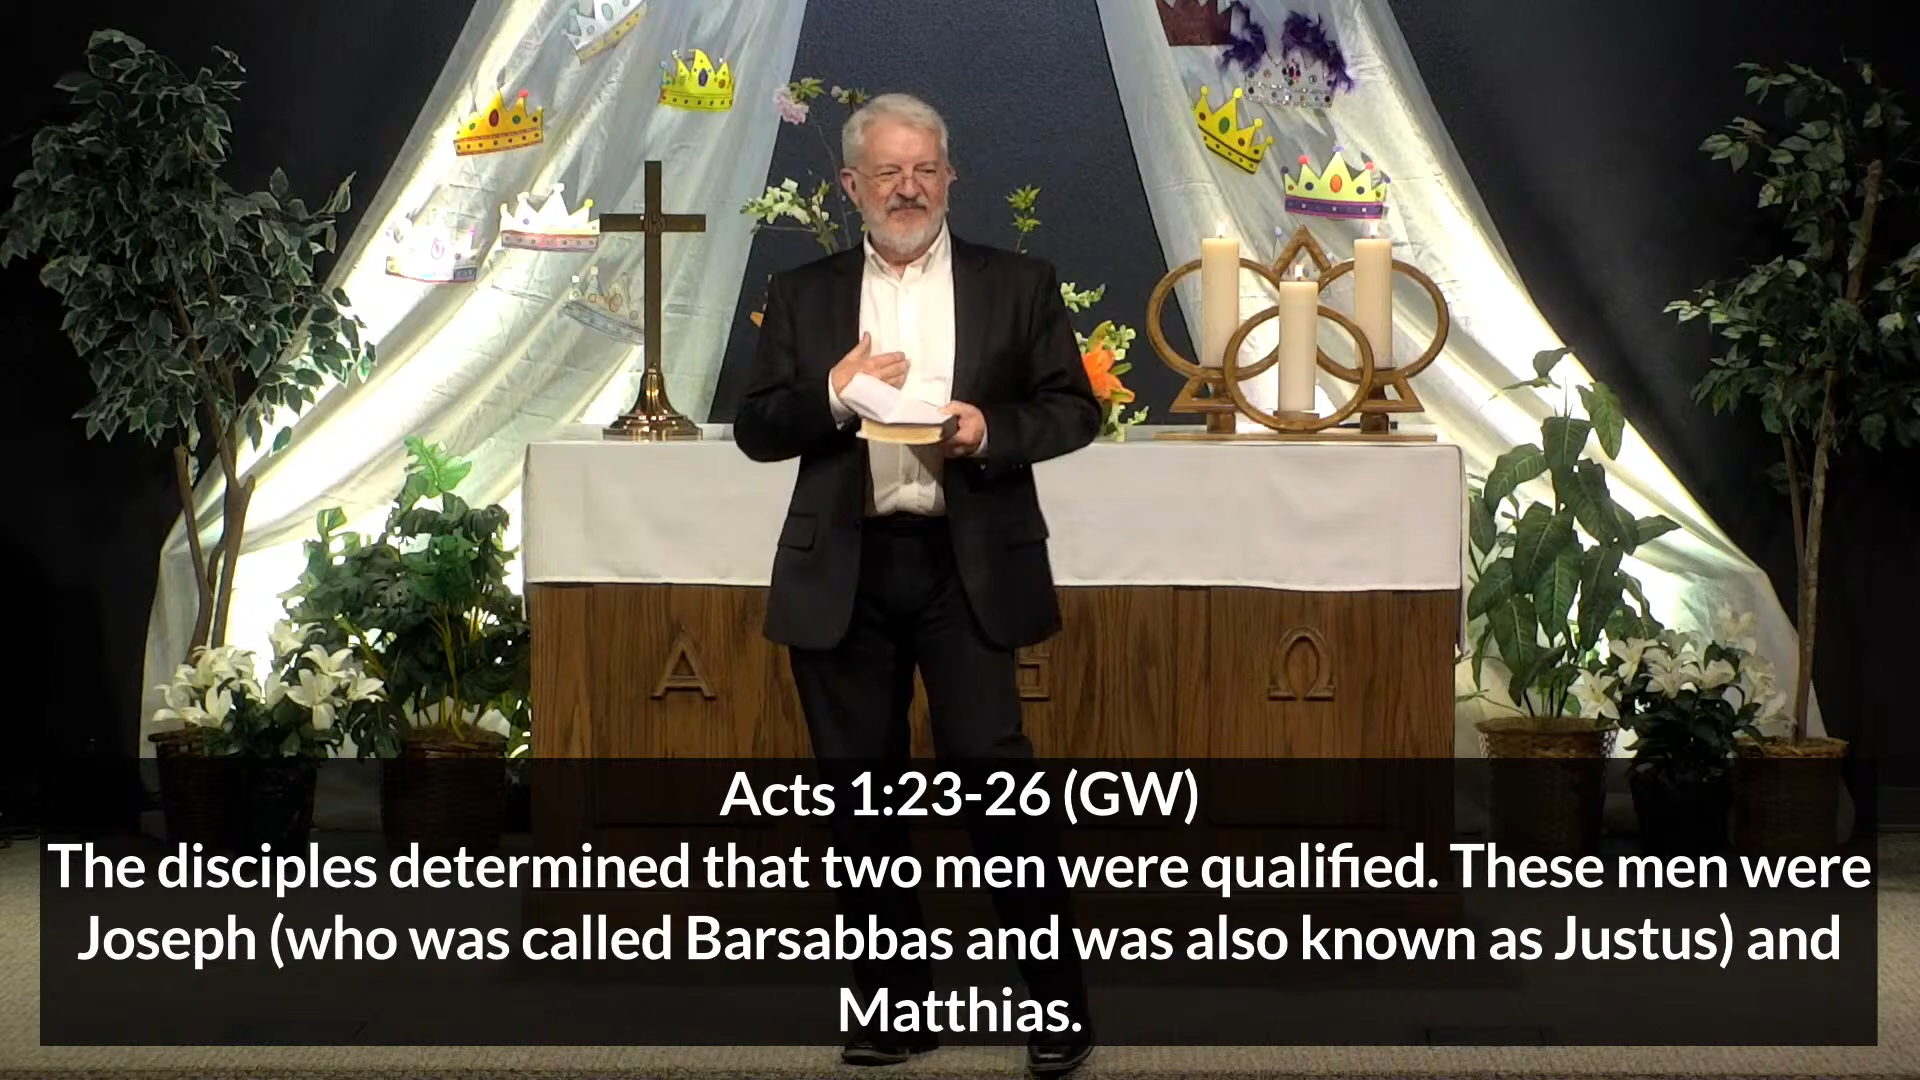 Α Ω
Acts 1:23-26 (GW)
The disciples determined that two men were qualified. These men were
Joseph (who was called Barsabbas and was also known as Justus) and
Matthias.